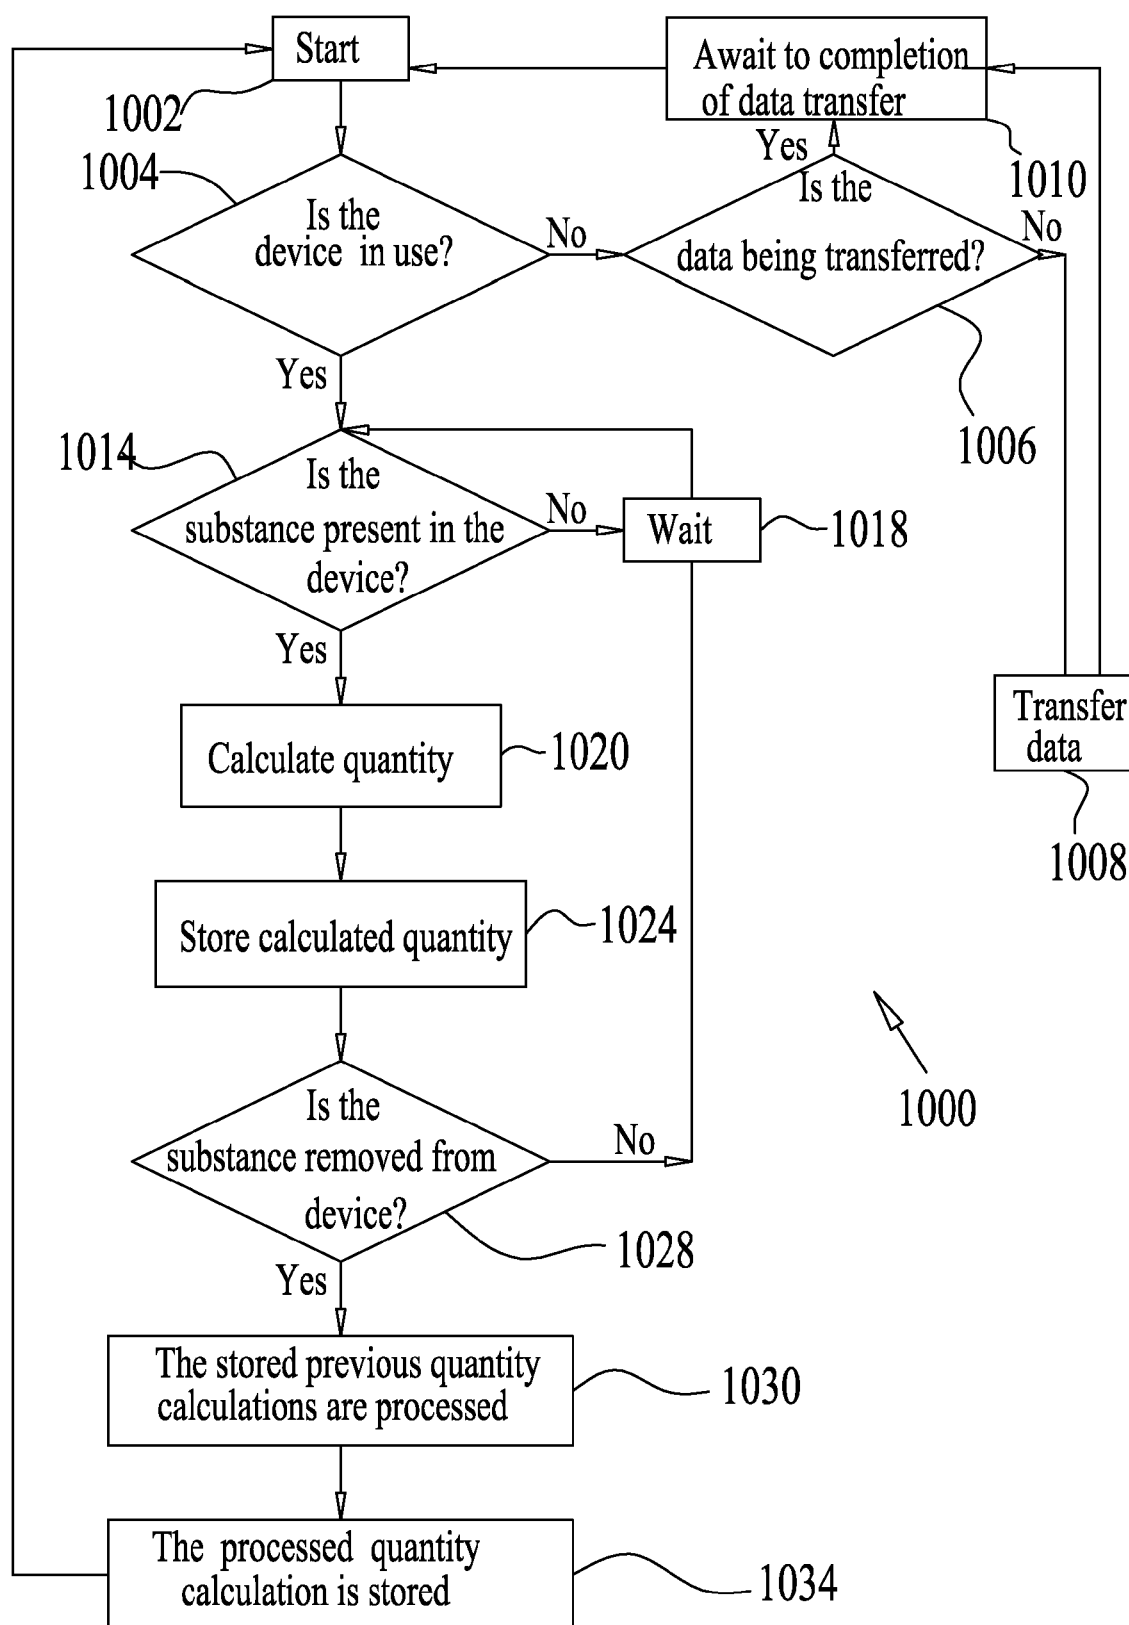 Start
1002
Await to completion
of data transfer
1010
1004
Is the
device in use?
No
Yes
Is the
data being transferred?
No
1006
Yes
1014
Is the
substance present in the
device?
No
Wait
1018
Yes
Transfer
data
1008
Calculate quantity
1020
Store calculated quantity
1024
1000
Is the
substance removed from
device?
No
1028
Yes
The stored previous quantity
calculations are processed
1030
The processed quantity
calculation is stored
1034